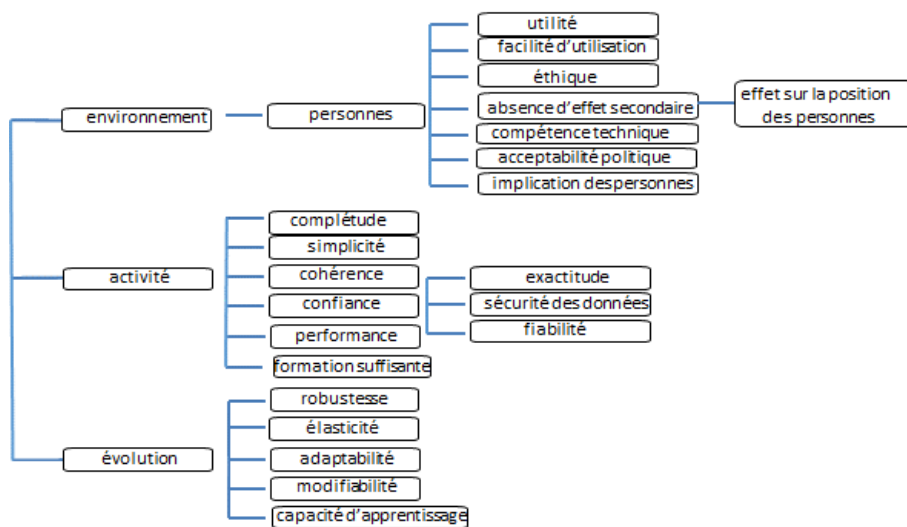 utilité
facilité d'utilisation
éthique
environnement
personnes
absence d'effet secondaire
effet sur la position
des personnes
compétence technique
acceptabilité politique
implication despersonnes
complétude
simplicité
activité
cohérence
exactitude
confiance
sécurité des données
performance
fiabilité
formation suffisante
robustesse
élasticité
évolution
adaptabilité
modifiabilité
capacité d'apprentissage